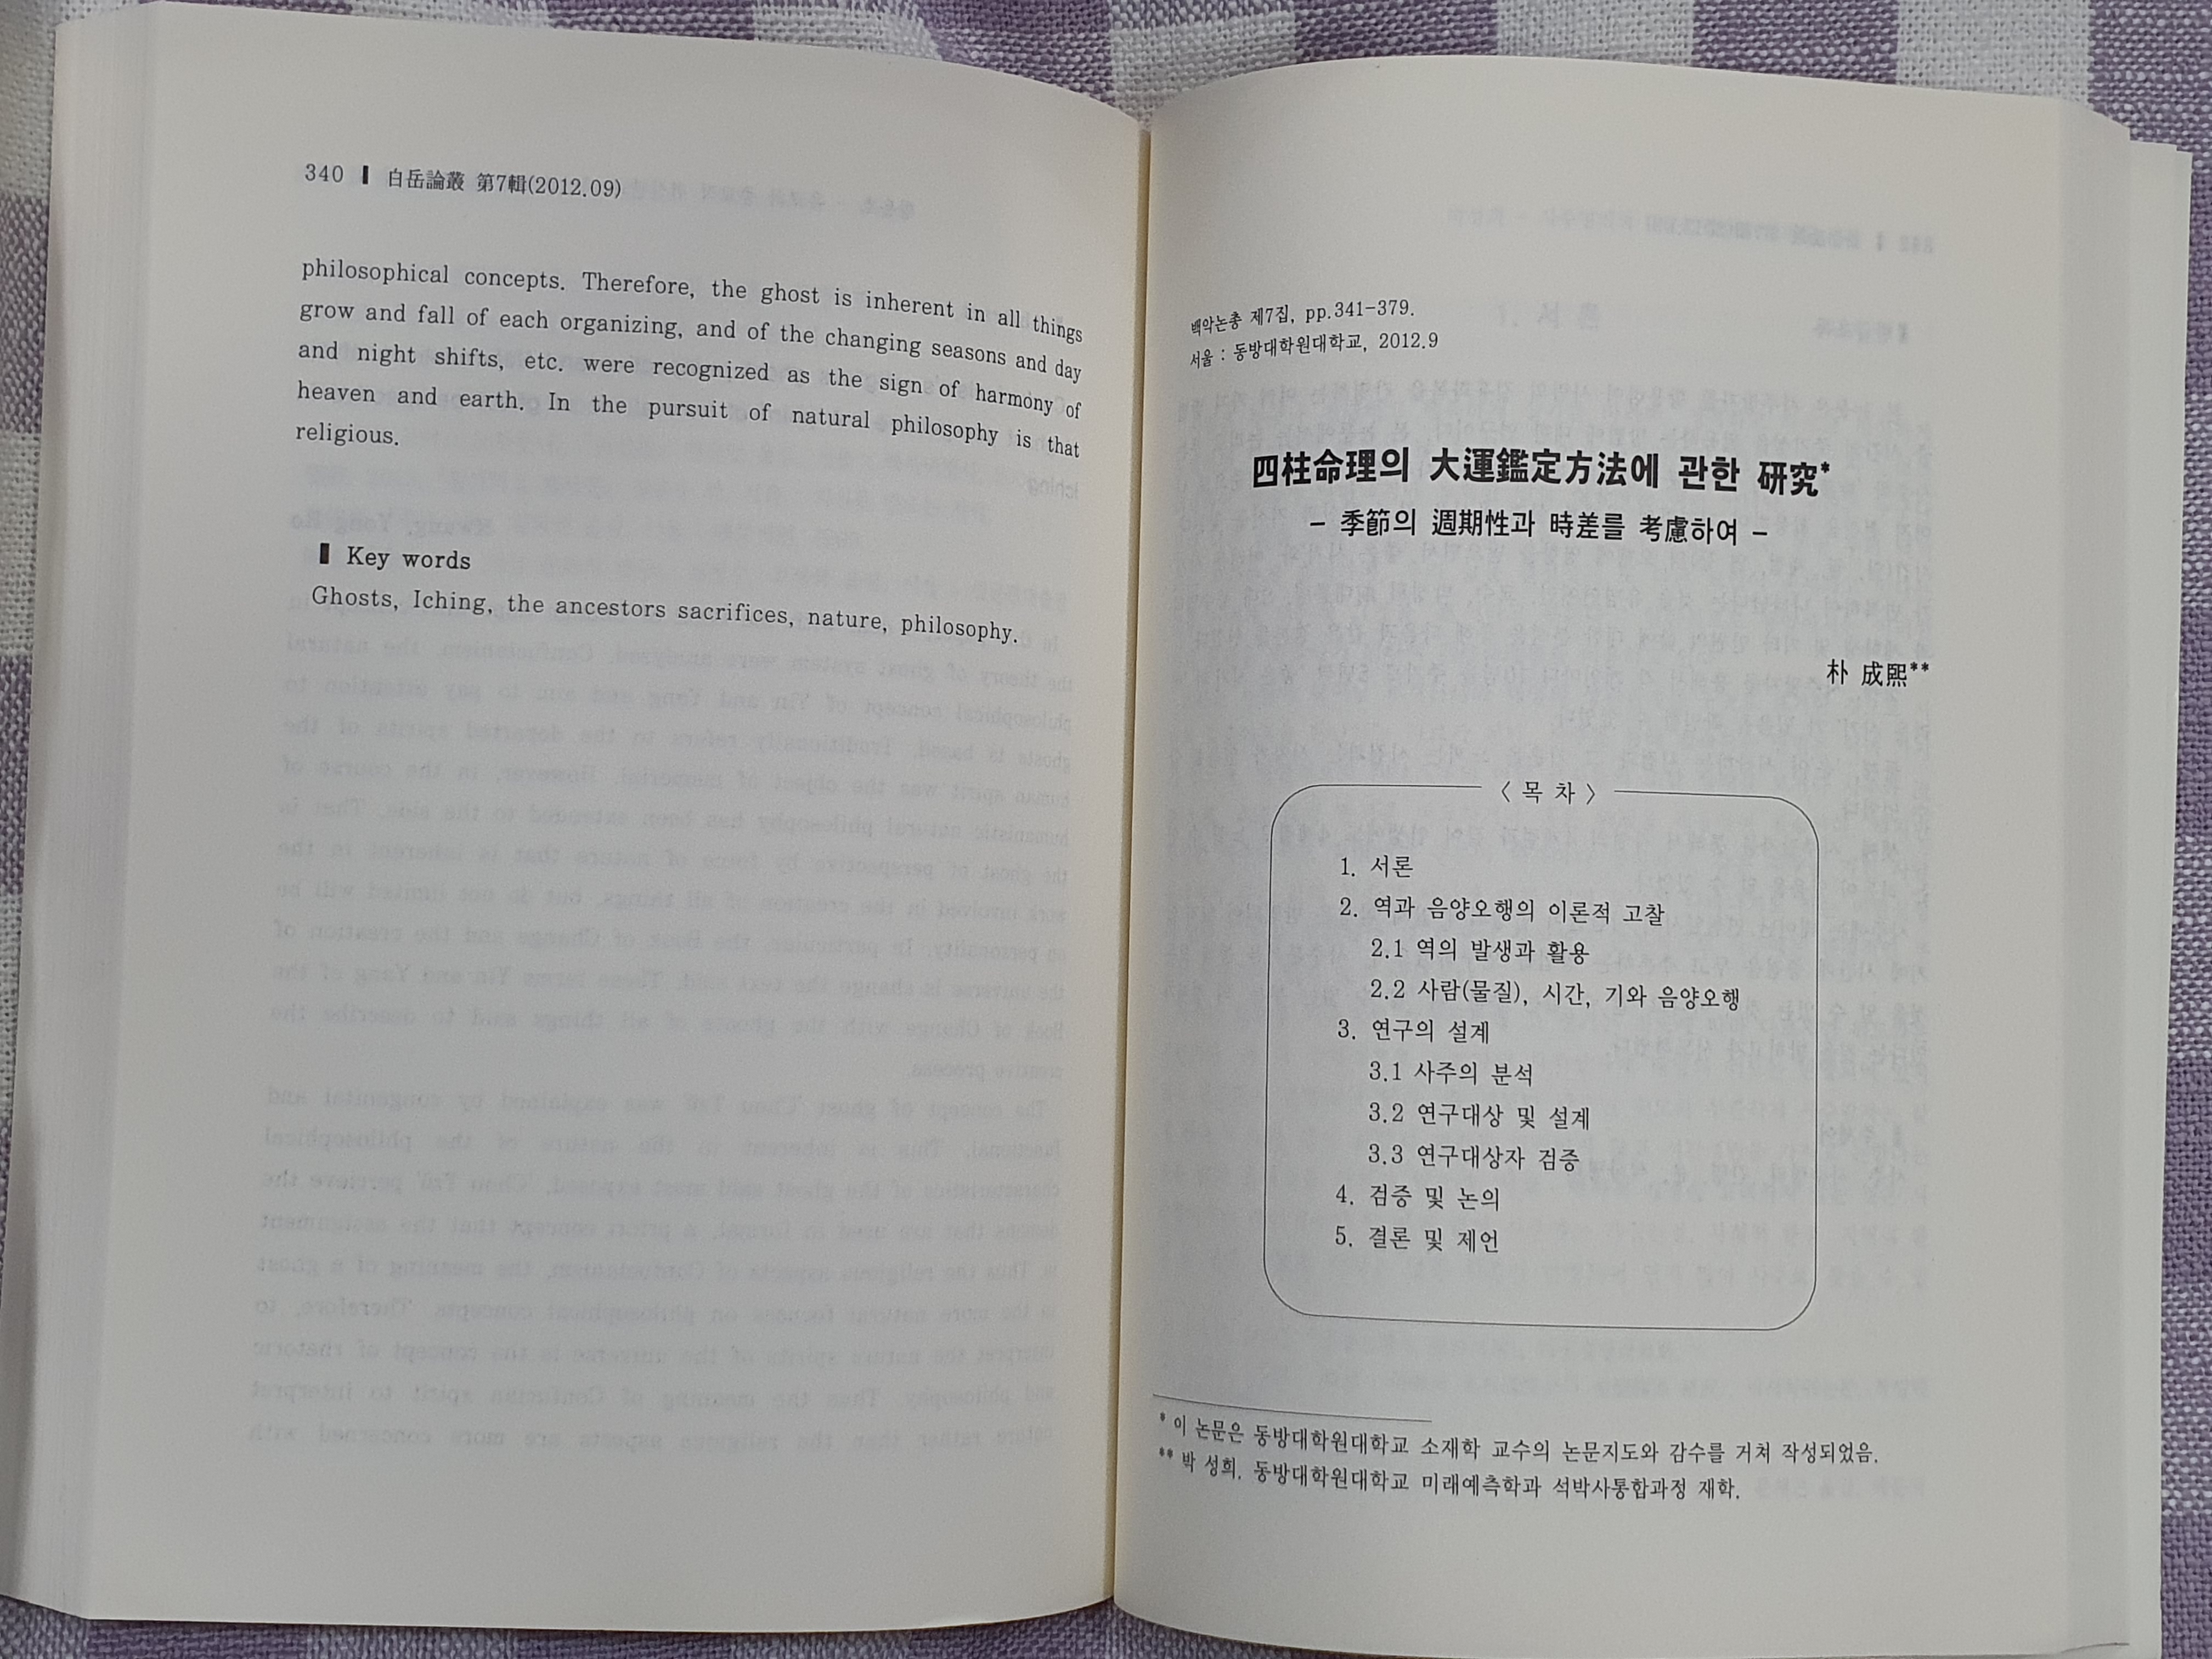 340 ▮ 白岳論叢 第7輯(2012.09)
philosophical concepts. Therefore, the ghost is inherent in all things
grow and fall of each organizing, and of the changing seasons and day
and night shifts, etc. were recognized as the sign of harmony of
heaven and earth. In the pursuit of natural philosophy is that
religious.
▮ Key words
Ghosts, Iching, the ancestors sacrifices, nature, philosophy.
백악논총 제7집, pp.341-379.
서울 : 동방대학원대학교, 2012.9
四柱命理의 大運鑑定方法에 관한 研究*
- 季節의 週期性과 時差를 考慮하여 -
朴 成熙**
〈 목 차 〉
1. 서론
2. 역과 음양오행의 이론적 고찰
2.1 역의 발생과 활용
2.2 사람(물질), 시간, 기와 음양오행
3. 연구의 설계
3.1 사주의 분석
3.2 연구대상 및 설계
3.3 연구대상자 검증
4. 검증 및 논의
5. 결론 및 제언
* 이 논문은 동방대학원대학교 소재학 교수의 논문지도와 감수를 거쳐 작성되었음.
** 박 성희. 동방대학원대학교 미래예측학과 석박사통합과정 재학.